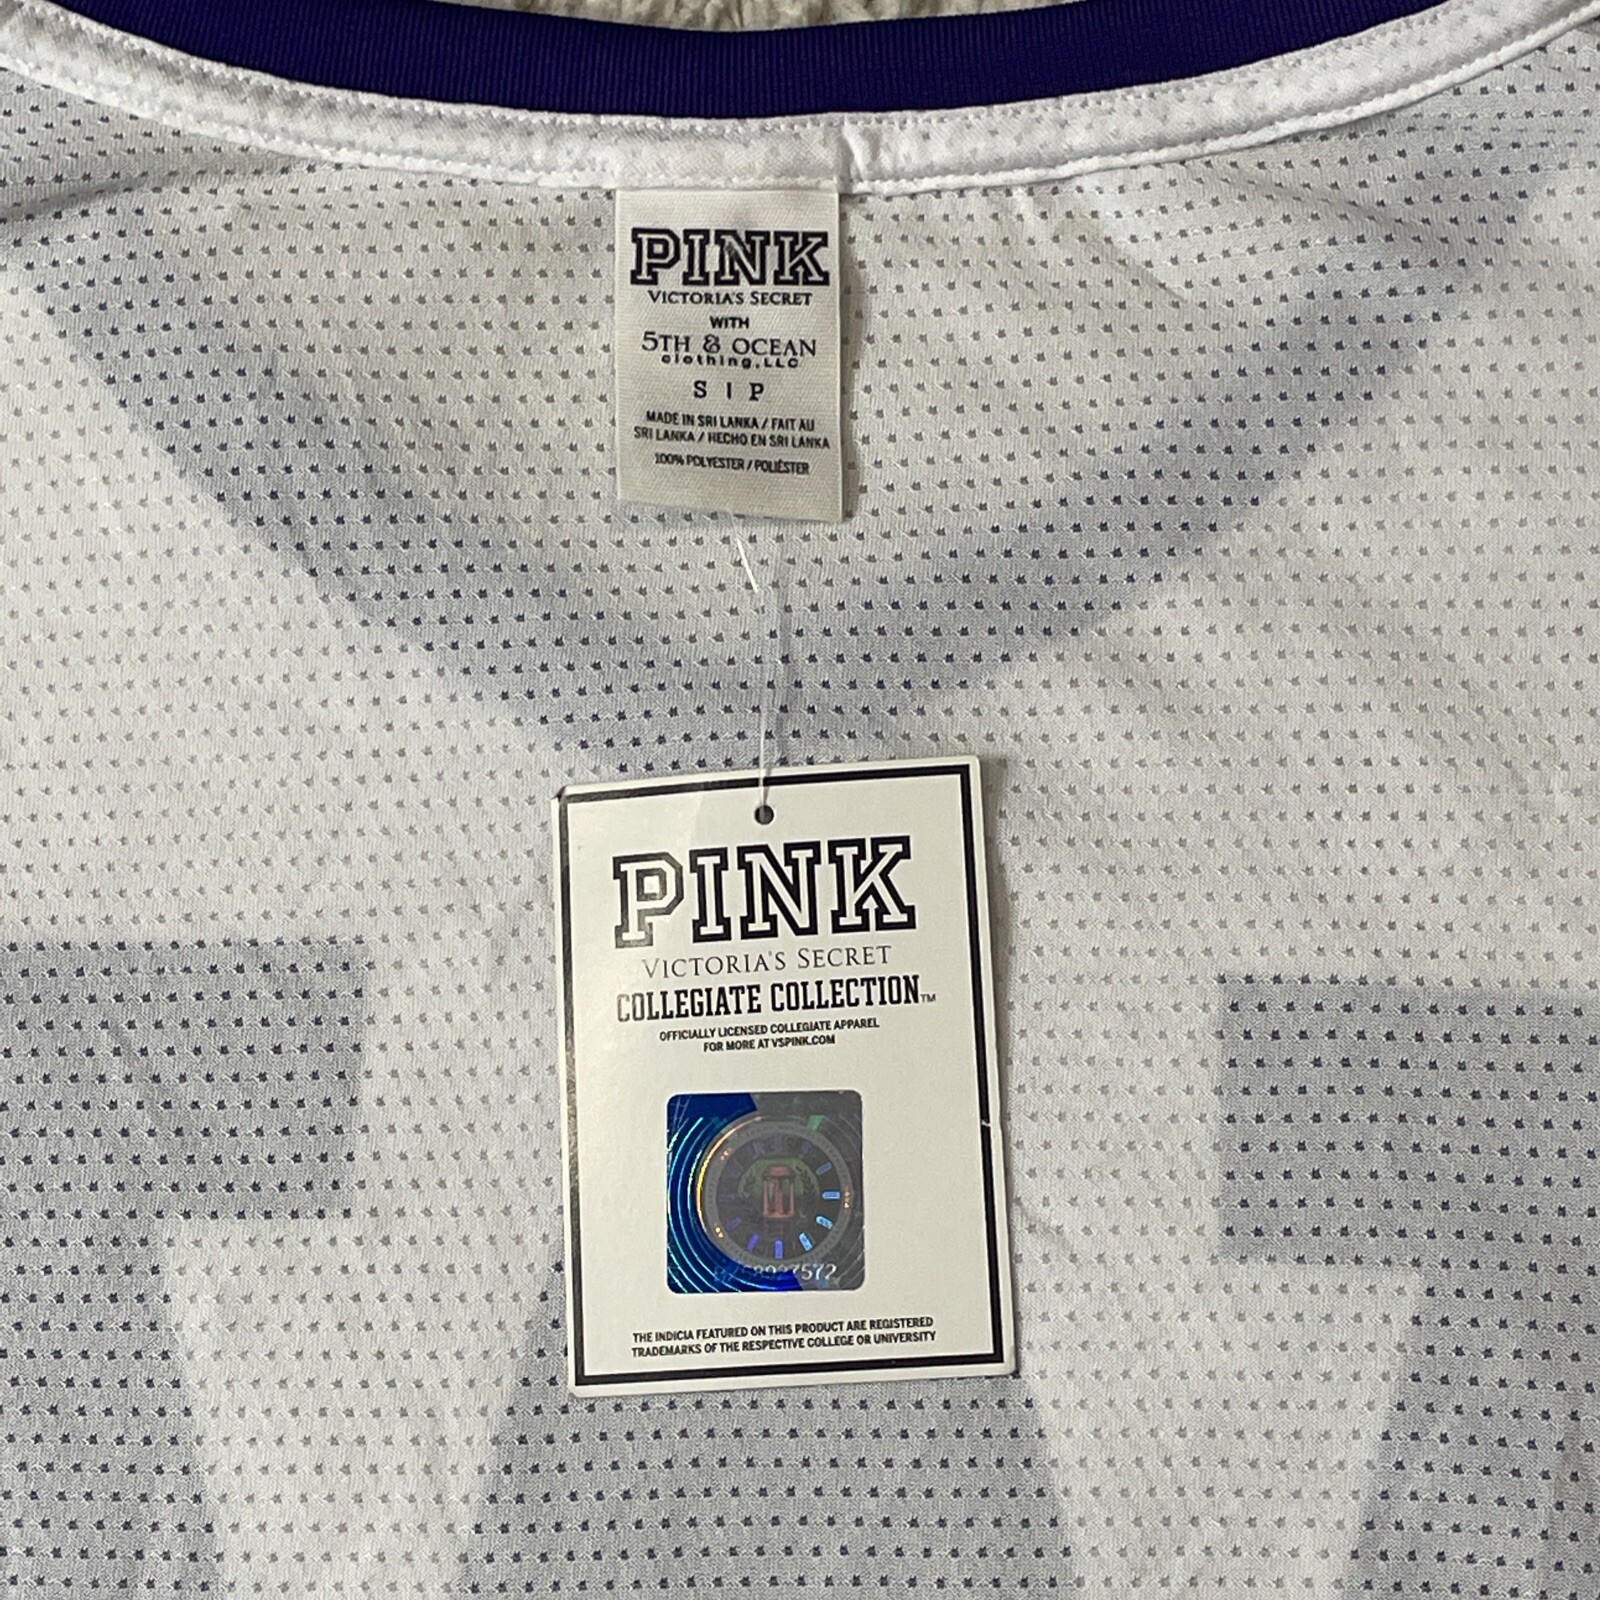 PINK
VICTORIA'S SECRET
WITH
5TH & OCEAN
clothing, LLC
S | P
MADE IN SRI LANKA / FAIT AU
SRI LANKA / HECHO EN SRI LANKA
100% POLYESTER / POLIÉSTER
PINK
VICTORIA'S SECRET
COLLEGIATE COLLECTION™
OFFICIALLY LICENSED COLLEGIATE APPAREL
FOR MORE AT VSPINK.COM
THE INDICIA FEATURED ON THIS PRODUCT ARE REGISTERED
TRADEMARKS OF THE RESPECTIVE COLLEGE OR UNIVERSITY